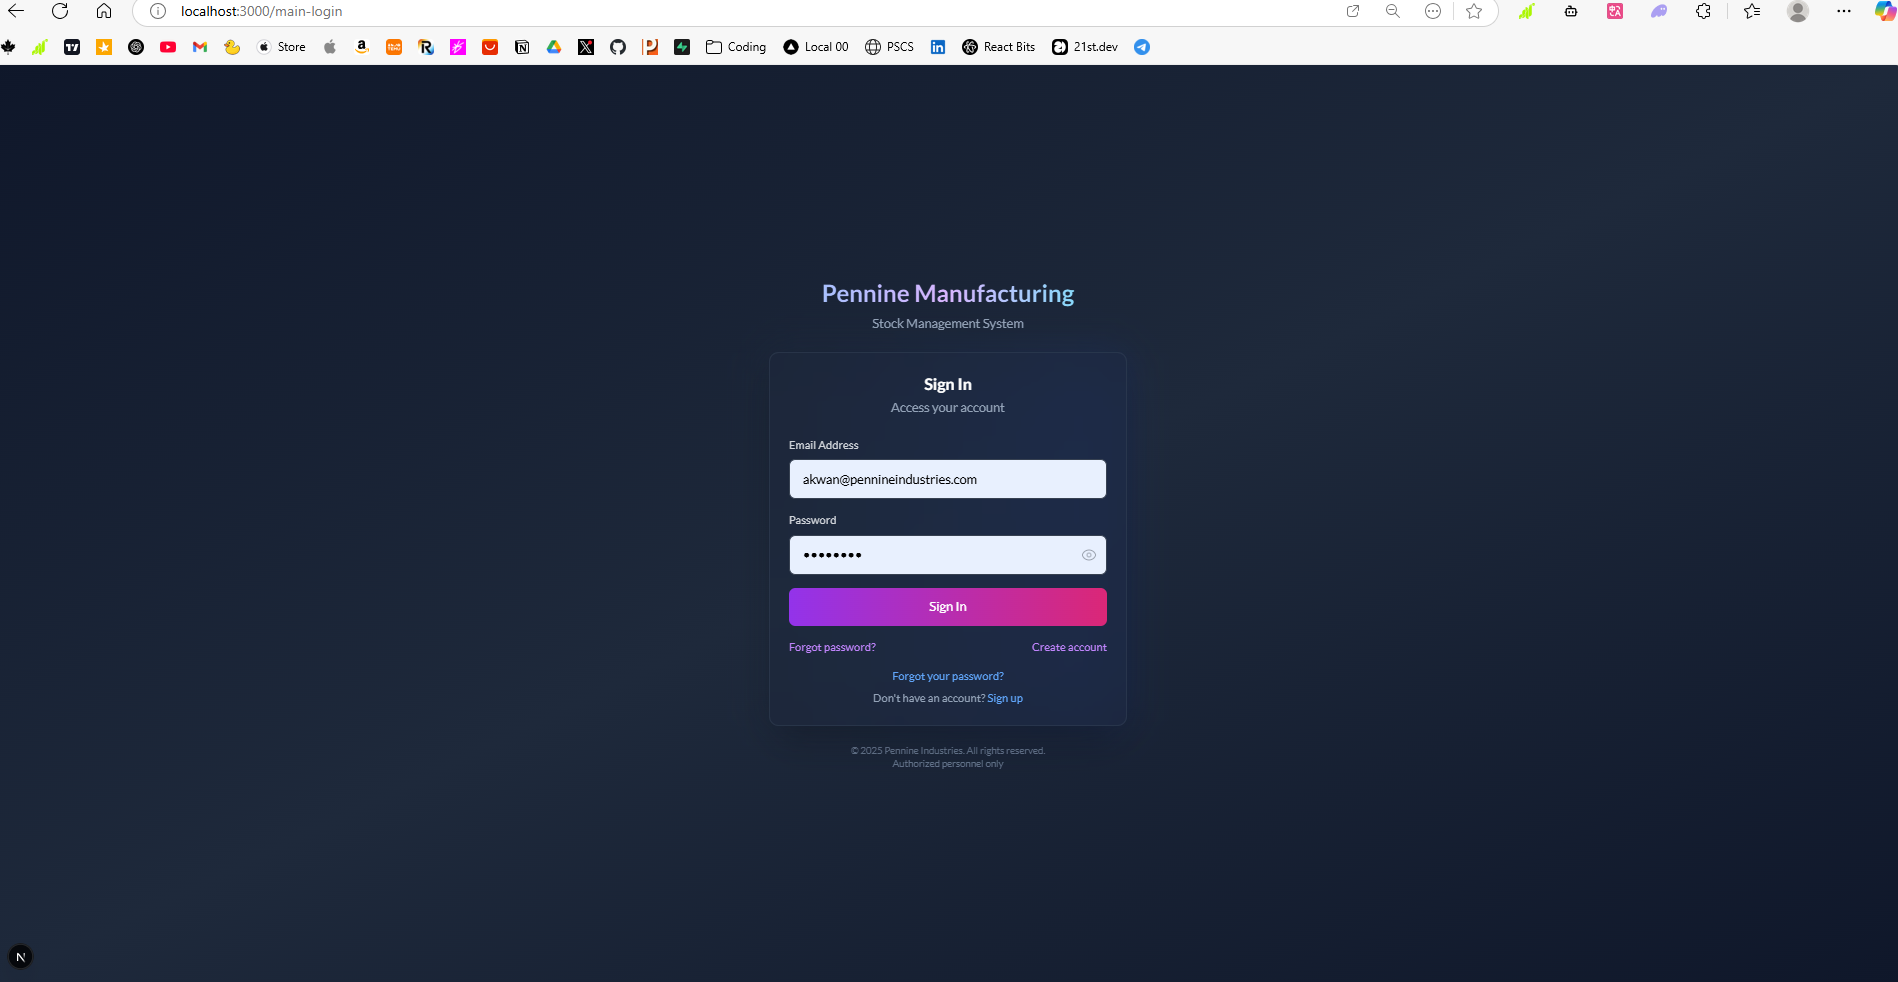 localhost:3000/main-login
Store
Coding
Local 00
PSCS
React Bits
21st.dev
Pennine Manufacturing
Stock Management System
Sign In
Access your account
Email Address
akwan@pennineindustries.com
Password
Sign In
Forgot password? Create account
Forgot your password?
Don't have an account? Sign up
© 2025 Pennine Industries. All rights reserved.
Authorized personnel only
N